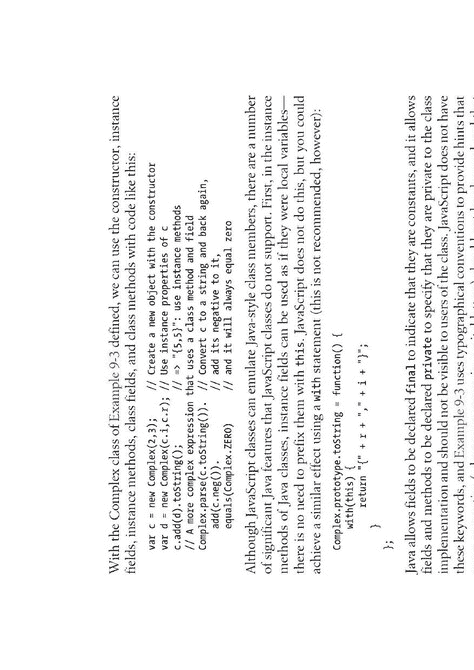 With the Complex class of Example 9-3 defined, we can use the constructor, instance
fields, instance methods, class fields, and class methods with code like this:
var c = new Complex(2,3);     // Create a new object with the constructor
var d = new Complex(c.i,c.r); // Use instance properties of c
c.add(d).toString();          // => "{5,5}": use instance methods
// A more complex expression that uses a class method and field
Complex.parse(c.toString()).  // Convert c to a string and back again,
    add(c.neg()).             // add its negative to it,
    equals(Complex.ZERO)      // and it will always equal zero
Although JavaScript classes can emulate Java-style class members, there are a number
of significant Java features that JavaScript classes do not support. First, in the instance
methods of Java classes, instance fields can be used as if they were local variables—
there is no need to prefix them with this. JavaScript does not do this, but you could
achieve a similar effect using a with statement (this is not recommended, however):
Complex.prototype.toString = function() {
    with(this) {
        return "{" + r + "," + i + "}";
    }
};
Java allows fields to be declared final to indicate that they are constants, and it allows
fields and methods to be declared private to specify that they are private to the class
implementation and should not be visible to users of the class. JavaScript does not have
these keywords, and Example 9-3 uses typographical conventions to provide hints that